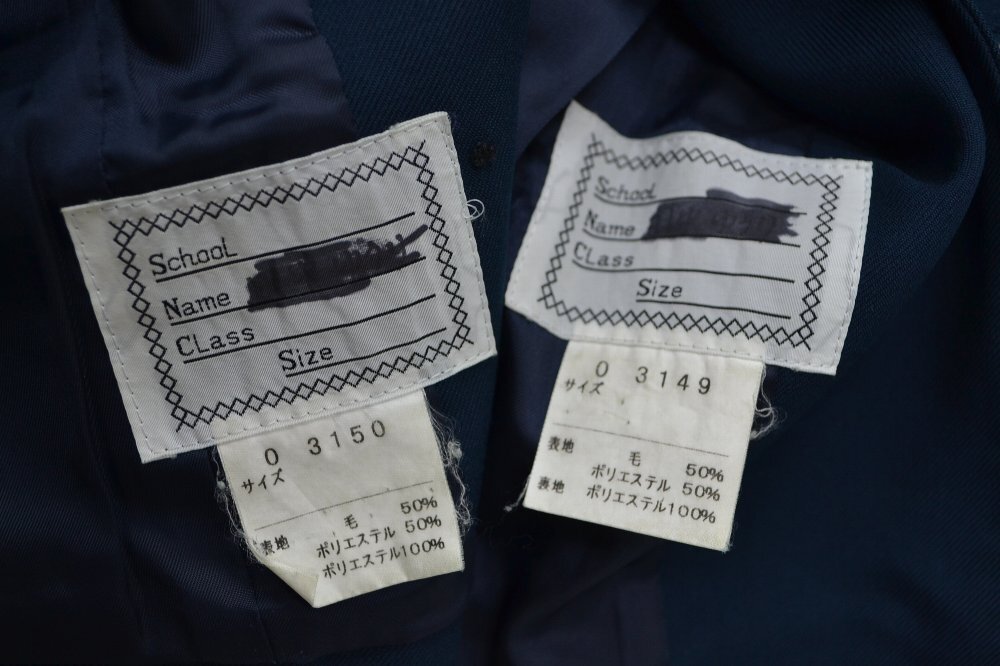 School
Name
CLass
Size
0 3150
サイズ
毛 50%
表地 ポリエステル 50%
ポリエステル100%
School
Name
CLass
Size
0 3149
サイズ
表地 毛 50%
ポリエステル 50%
表地 ポリエステル100%